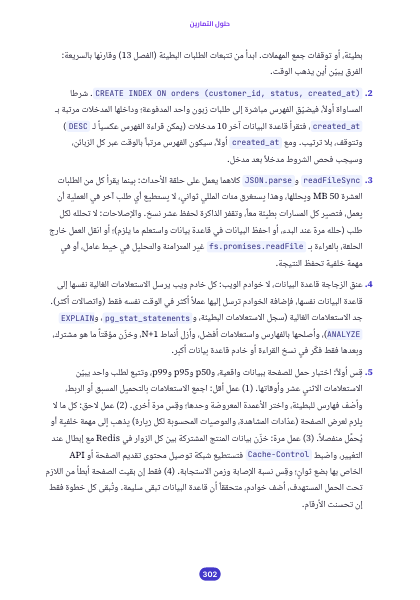 حلول التمارين
بطيئة، أو توقفات جمع المهملات. ابدأ من تتبعات الطلبات البطيئة (الفصل 13) وقارنها بالسريعة:
الفرق يبيّن أين يذهب الوقت.
2. CREATE INDEX ON orders (customer_id, status, created_at). شرطا
المساواة أولاً، فيضيّق الفهرس مباشرة إلى طلبات زبون واحد المدفوعة؛ وداخلها المدخلات مرتبة بـ
created_at، فتقرأ قاعدة البيانات آخر 10 مدخلات (يمكن قراءة الفهرس عكسياً لـ DESC)
وتتوقف، بلا ترتيب. ومع created_at أولاً، سيكون الفهرس مرتباً بالوقت عبر كل الزبائن،
وسيجب فحص الشروط مدخلاً بعد مدخل.
3. readFileSync و JSON.parse كلاهما يعمل على حلقة الأحداث: بينما يقرأ كل من الطلبات
العشرة 50 MB ويحللها، وهذا يستغرق مئات المللي ثواني، لا يستطيع أي طلب آخر في العملية أن
يعمل، فتصير كل المسارات بطيئة معاً، وتقفز الذاكرة لحفظ عشر نسخ. والإصلاحات: لا تحلله لكل
طلب (حلله مرة عند البدء، أو احفظ البيانات في قاعدة بيانات واستعلم ما يلزم)؛ أو انقل العمل خارج
الحلقة، بالقراءة بـ fs.promises.readFile غير المتزامنة والتحليل في خيط عامل، أو في
مهمة خلفية تحفظ النتيجة.
4. عنق الزجاجة قاعدة البيانات، لا خوادم الويب: كل خادم ويب يرسل الاستعلامات الغالية نفسها إلى
قاعدة البيانات نفسها، فإضافة الخوادم ترسل إليها عملاً أكثر في الوقت نفسه فقط (واتصالات أكثر).
جد الاستعلامات الغالية (سجل الاستعلامات البطيئة، و pg_stat_statements، وEXPLAIN
ANALYZE)، وأصلحها بالفهارس واستعلامات أفضل، وأزل أنماط N+1، وخزّن مؤقتاً ما هو مشترك،
وبعدها فقط فكّر في نسخ القراءة أو خادم قاعدة بيانات أكبر.
5. قِس أولاً: اختبار حمل للصفحة ببيانات واقعية، وp50 وp95 وp99، وتتبع لطلب واحد يبيّن
الاستعلامات الاثني عشر وأوقاتها. (1) عمل أقل: اجمع الاستعلامات بالتحميل المسبق أو الربط،
وأضف فهارس للبطيئة، واختر الأعمدة المعروضة وحدها؛ وقِس مرة أخرى. (2) عمل لاحق: كل ما لا
يلزم لعرض الصفحة (عدّادات المشاهدة، والتوصيات المحسوبة لكل زيارة) يذهب إلى مهمة خلفية أو
يُحمَّل منفصلاً. (3) عمل مرة: خزّن بيانات المنتج المشتركة بين كل الزوار في Redis مع إبطال عند
التغيير، واضبط Cache-Control فتستطيع شبكة توصيل محتوى تقديم الصفحة أو API
الخاص بها بضع ثوانٍ؛ وقِس نسبة الإصابة وزمن الاستجابة. (4) فقط إن بقيت الصفحة أبطأ من اللازم
تحت الحمل المستهدف، أضف خوادم، متحققاً أن قاعدة البيانات تبقى سليمة. وتُبقى كل خطوة فقط
إن تحسنت الأرقام.
302